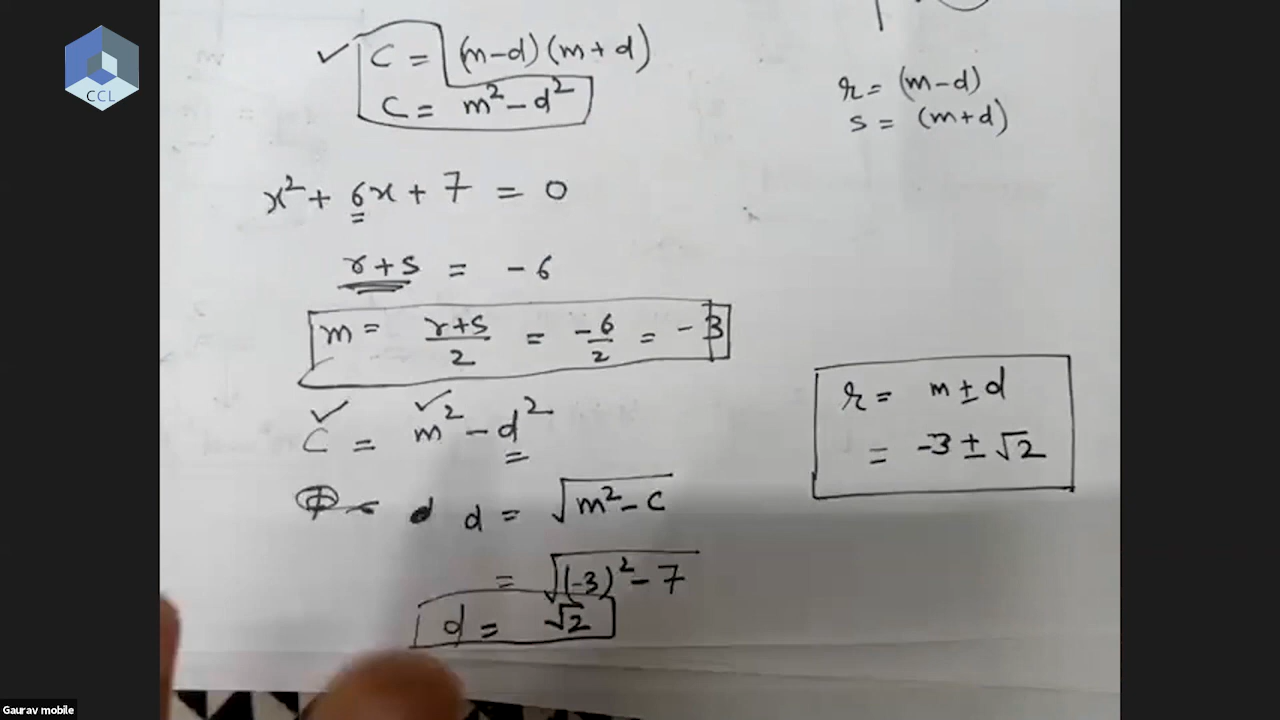 CCL
C = (m-d)(m+d)
C = m² - d²
r = (m-d)
s = (m+d)
x² + 6x + 7 = 0
r+s = -6
m = r+s/2 = -6/2 = -3
C = m² - d²
d = √m² - C
= √(-3)² - 7
d = √2
r = m ± d
= -3 ± √2
Gaurav mobile